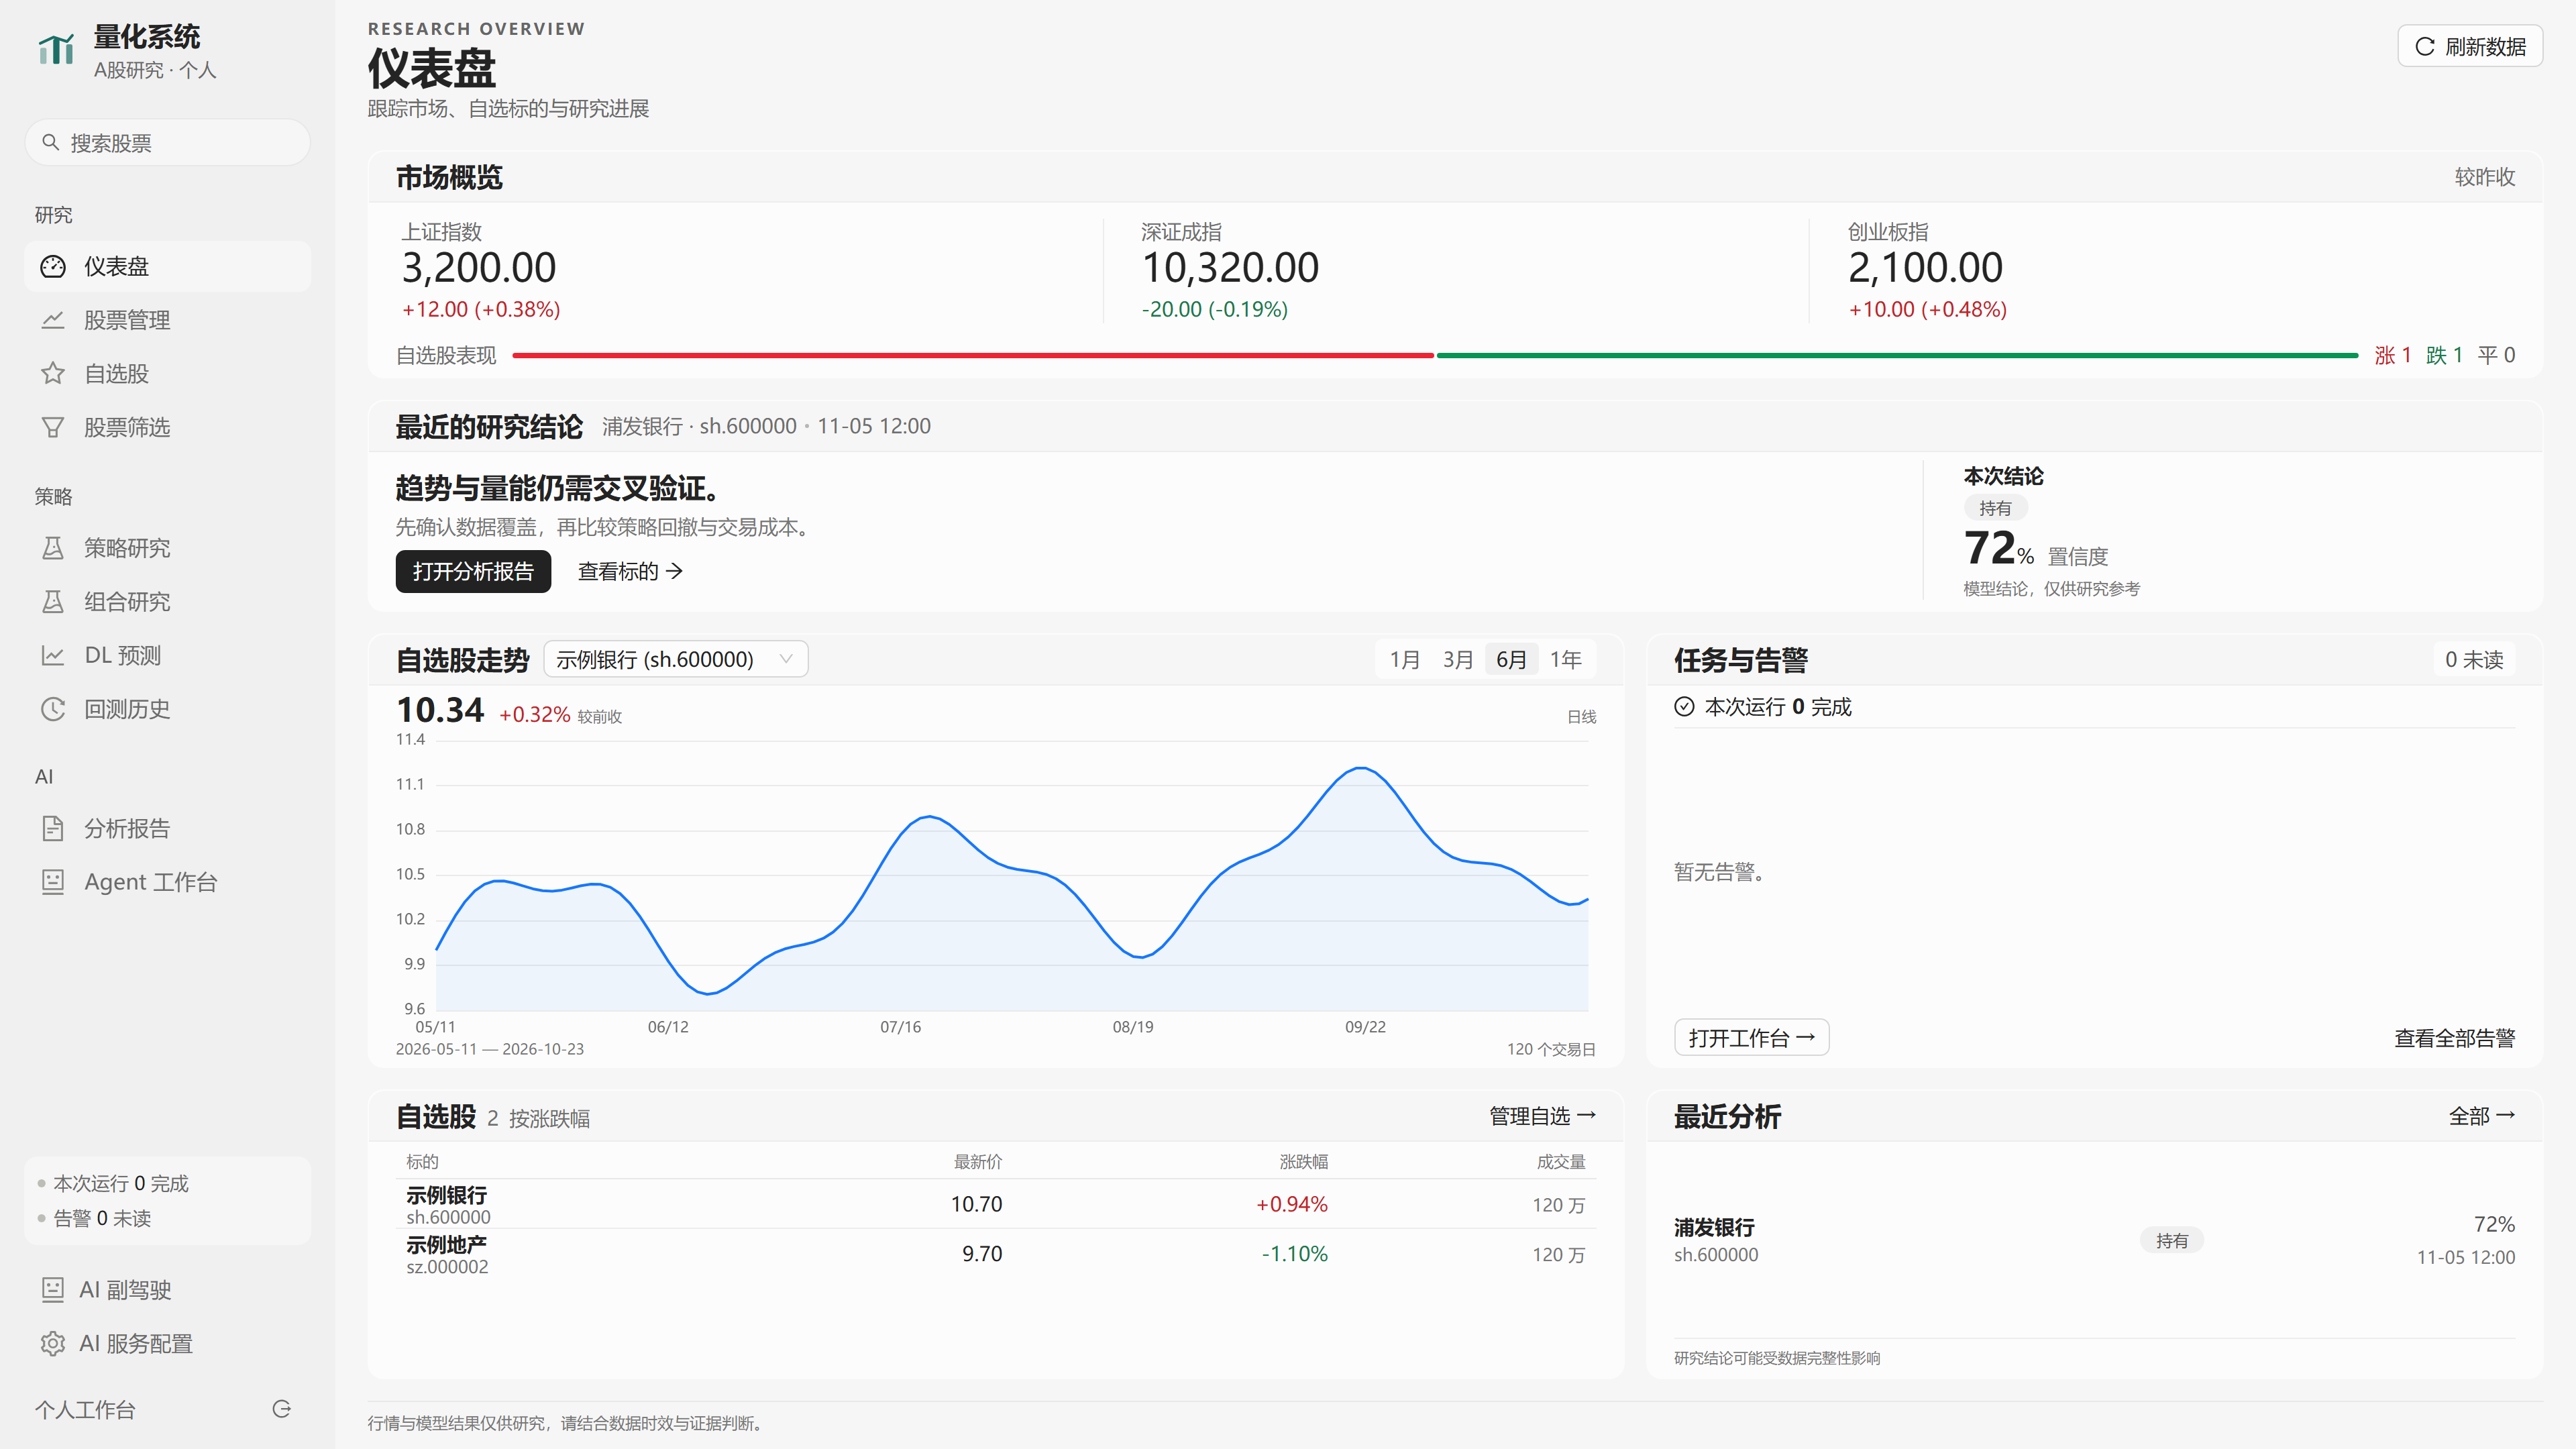 量化系统
A股研究 · 个人
搜索股票
研究
仪表盘
股票管理
自选股
股票筛选
策略
策略研究
组合研究
DL 预测
回测历史
AI
分析报告
Agent 工作台
本次运行 0 完成
告警 0 未读
AI 副驾驶
AI 服务配置
个人工作台
RESEARCH OVERVIEW
仪表盘
跟踪市场、自选标的与研究进展
刷新数据
市场概览
较昨收
上证指数
3,200.00
+12.00 (+0.38%)
深证成指
10,320.00
-20.00 (-0.19%)
创业板指
2,100.00
+10.00 (+0.48%)
自选股表现
涨 1 跌 1 平 0
最近的研究结论 浦发银行 · sh.600000 • 11-05 12:00
趋势与量能仍需交叉验证。
先确认数据覆盖，再比较策略回撤与交易成本。
打开分析报告 查看标的 →
本次结论
持有
72% 置信度
模型结论，仅供研究参考
自选股走势 示例银行 (sh.600000) 1月 3月 6月 1年
10.34 +0.32% 较前收 日线
11.4
11.1
10.8
10.5
10.2
9.9
9.6
05/11 06/12 07/16 08/19 09/22
2026-05-11 — 2026-10-23 120 个交易日
任务与告警 0 未读
本次运行 0 完成
暂无告警。
打开工作台 → 查看全部告警
自选股 2 按涨跌幅 管理自选 →
标的 最新价 涨跌幅 成交量
示例银行 10.70 +0.94% 120 万
sh.600000
示例地产 9.70 -1.10% 120 万
sz.000002
最近分析 全部 →
浦发银行 持有 72%
sh.600000 11-05 12:00
研究结论可能受数据完整性影响
行情与模型结果仅供研究，请结合数据时效与证据判断。